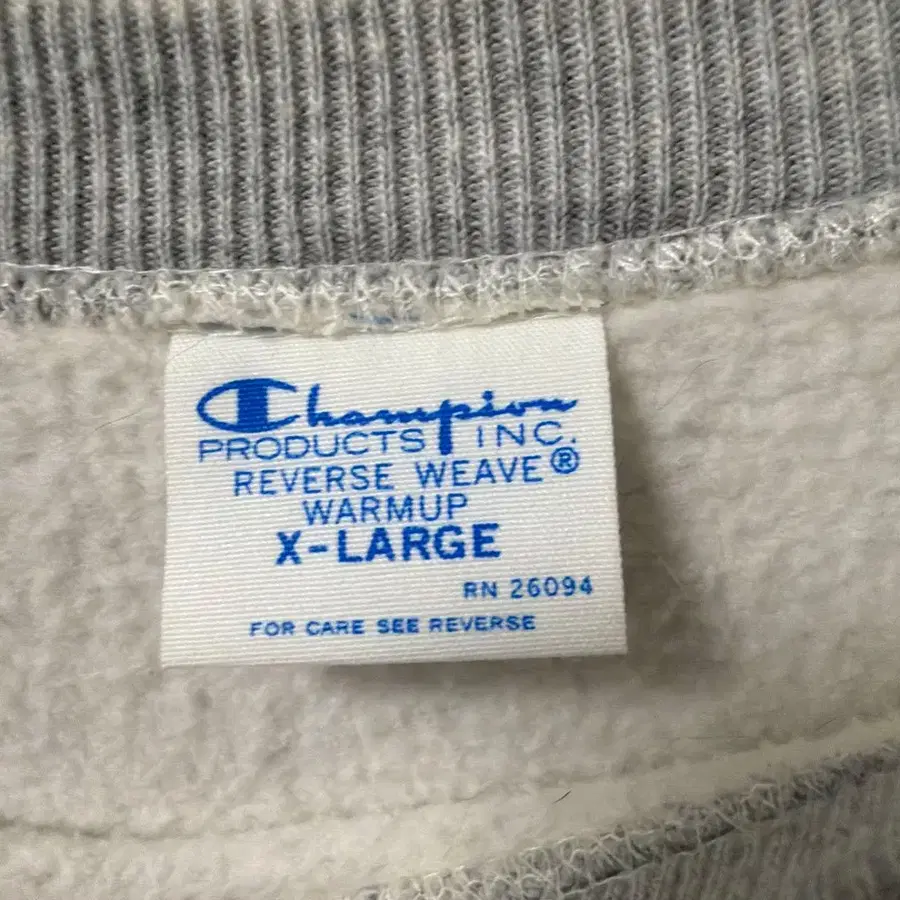 Champion
PRODUCTS INC.
REVERSE WEAVE®
WARMUP
X-LARGE
RN 26094
FOR CARE SEE REVERSE